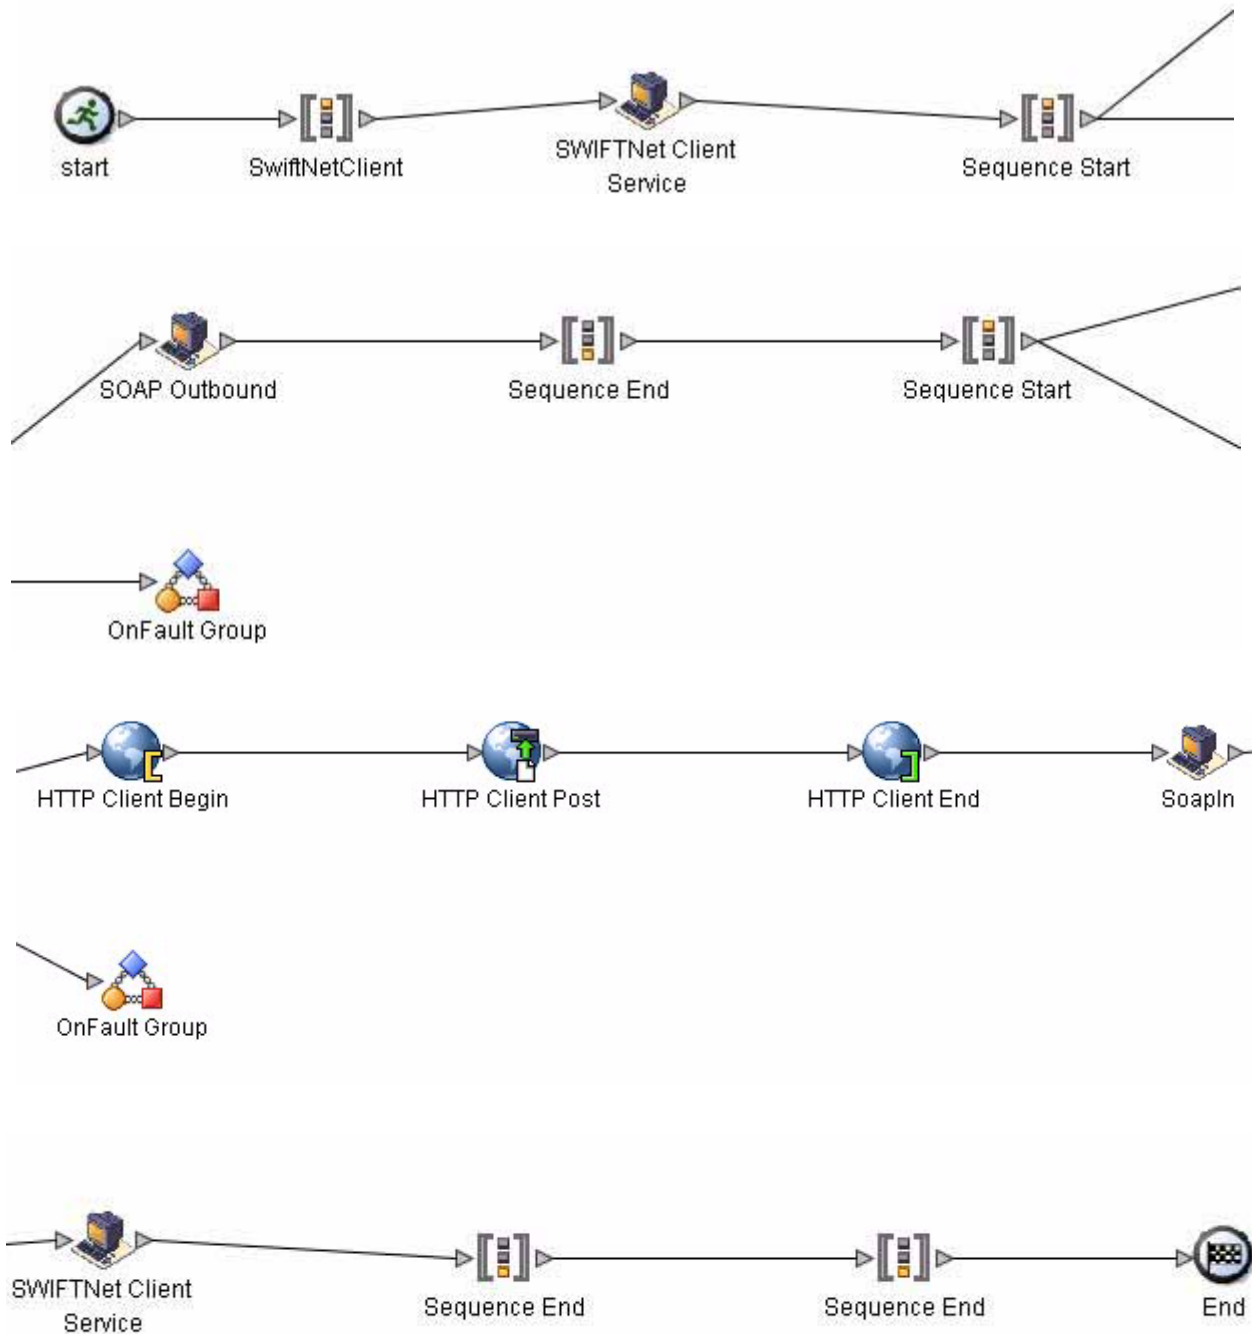 start
SwiftNetClient
SWIFTNet Client
Service
Sequence Start
SOAP Outbound
Sequence End
Sequence Start
OnFault Group
HTTP Client Begin
HTTP Client Post
HTTP Client End
SoapIn
OnFault Group
SWIFTNet Client
Service
Sequence End
Sequence End
End